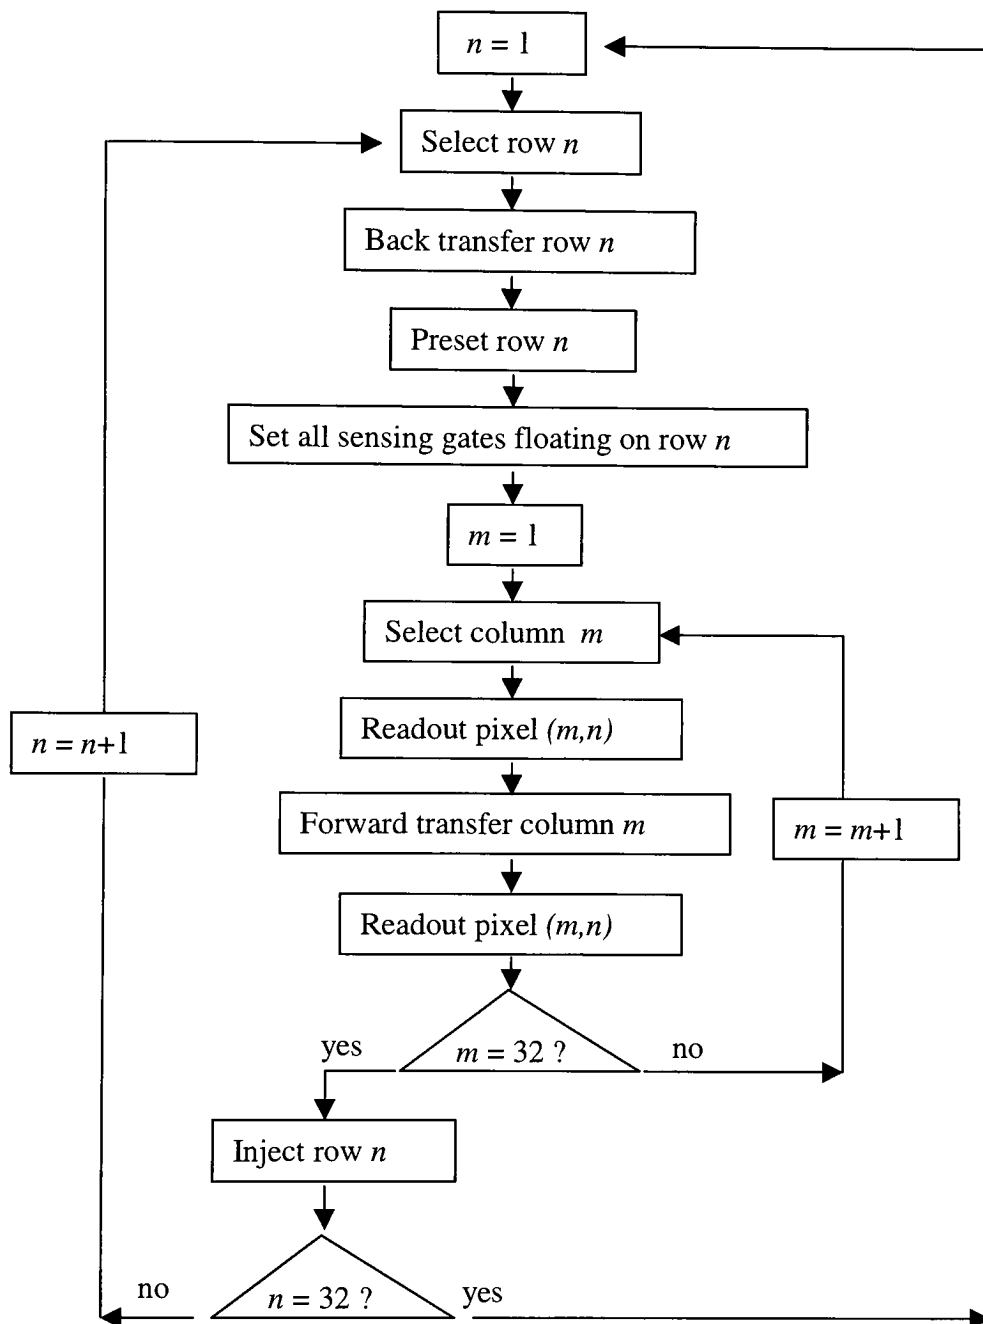 n = 1
Select row n
Back transfer row n
Preset row n
Set all sensing gates floating on row n
m = 1
Select column m
Readout pixel (m,n)
n = n+1
Forward transfer column m
m = m+1
Readout pixel (m,n)
yes
m = 32 ?
no
Inject row n
no
n = 32 ?
yes